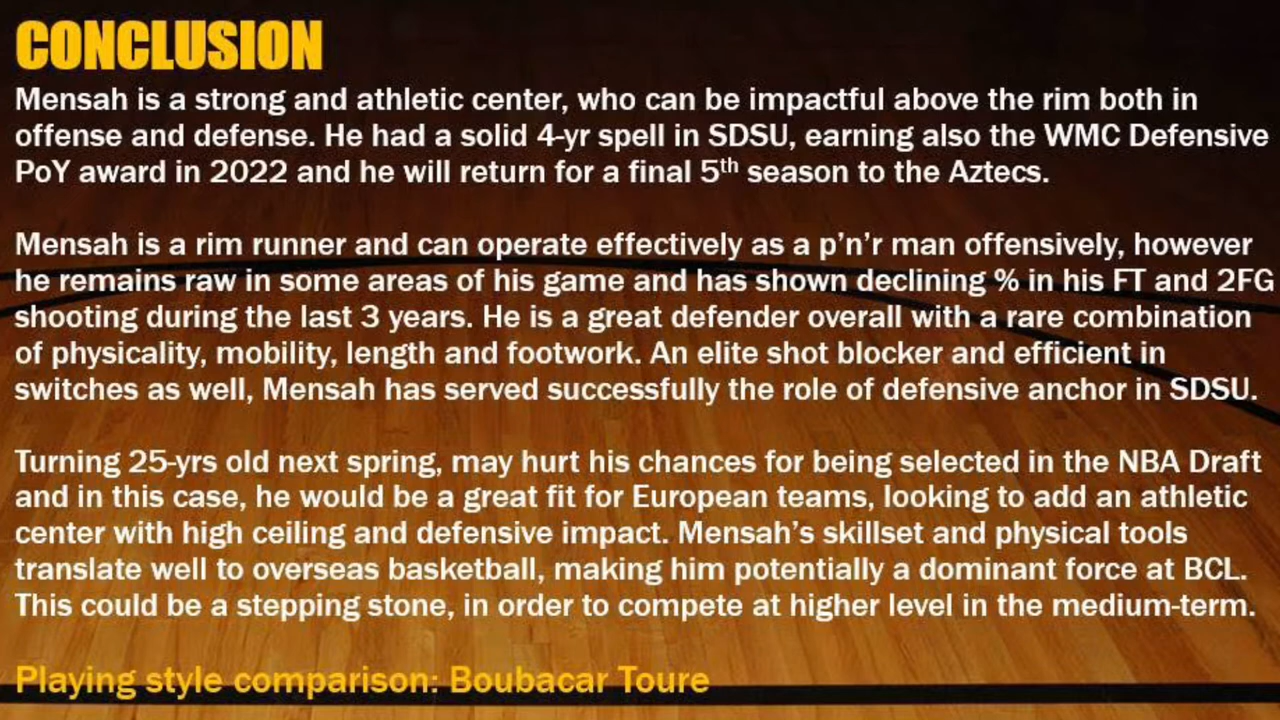 CONCLUSION
Mensah is a strong and athletic center, who can be impactful above the rim both in
offense and defense. He had a solid 4-yr spell in SDSU, earning also the WMC Defensive
PoY award in 2022 and he will return for a final 5th season to the Aztecs.
Mensah is a rim runner and can operate effectively as a p’n’r man offensively, however
he remains raw in some areas of his game and has shown declining % in his FT and 2FG
shooting during the last 3 years. He is a great defender overall with a rare combination
of physicality, mobility, length and footwork. An elite shot blocker and efficient in
switches as well, Mensah has served successfully the role of defensive anchor in SDSU.
Turning 25-yrs old next spring, may hurt his chances for being selected in the NBA Draft
and in this case, he would be a great fit for European teams, looking to add an athletic
center with high ceiling and defensive impact. Mensah’s skillset and physical tools
translate well to overseas basketball, making him potentially a dominant force at BCL.
This could be a stepping stone, in order to compete at higher level in the medium-term.
Playing style comparison: Boubacar Toure